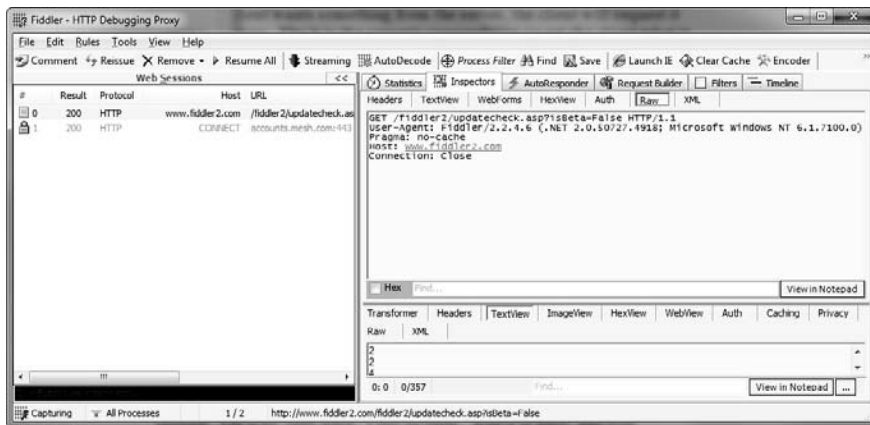 Fiddler - HTTP Debugging Proxy
File Edit Rules Tools View Help
Comment Reissue Remove Resume All Streaming AutoDecode Process Filter Find Save Launch IE Clear Cache Encoder
Web Sessions <<
# Result Protocol Host URL
0 200 HTTP www.fiddler2.com /fiddler2/updatecheck.as
1 200 HTTP CONNECT accounts.mesh.com:443
Statistics Inspectors AutoResponder Request Builder Filters Timeline
Headers TextView WebForms HexView Auth Raw XML
GET /fiddler2/updatecheck.asp?isBeta=False HTTP/1.1
User-Agent: Fiddler/2.2.4.6 (.NET 2.0.50727.4918; Microsoft Windows NT 6.1.7100.0)
Pragma: no-cache
Host: www.fiddler2.com
Connection: Close
Hex Find... View in Notepad
Transformer Headers TextView ImageView HexView WebView Auth Caching Privacy
Raw XML
2
2
4
0:0 0/357 Find... View in Notepad ...
Capturing All Processes 1 / 2 http://www.fiddler2.com/fiddler2/updatecheck.asp?isBeta=False